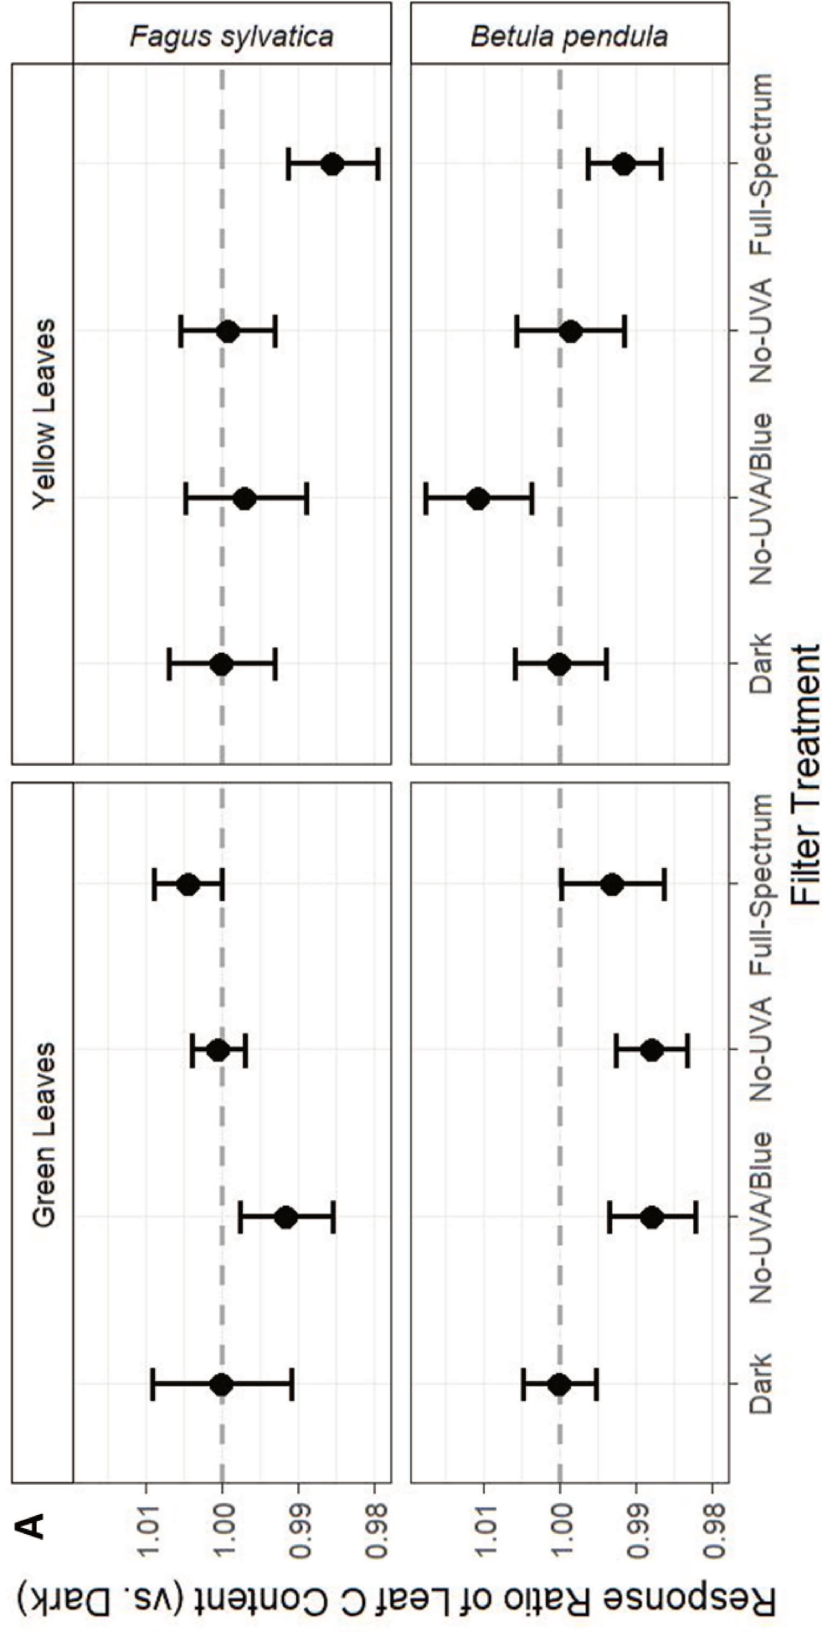 A
Green Leaves
Yellow Leaves
Fagus sylvatica
Betula pendula
Response Ratio of Leaf C Content (vs. Dark)
1.01
1.00
0.99
0.98
1.01
1.00
0.99
0.98
Dark No-UVA/Blue No-UVA Full-Spectrum
Dark No-UVA/Blue No-UVA Full-Spectrum
Filter Treatment